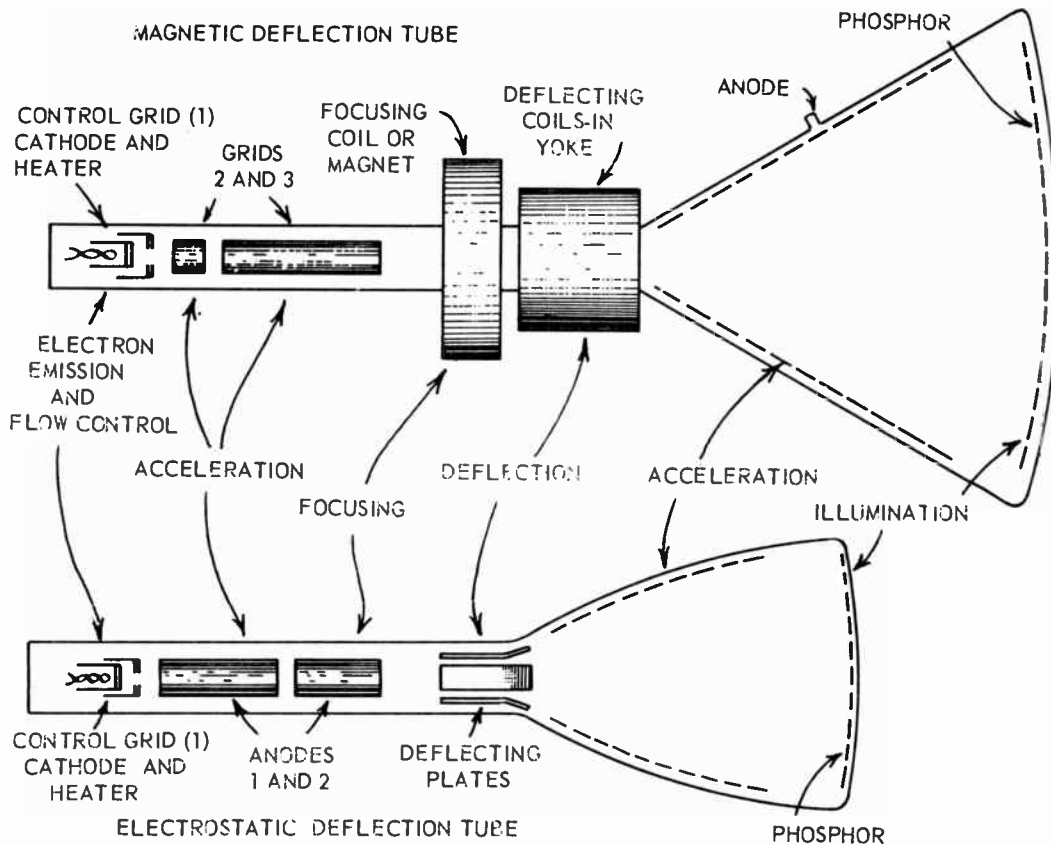 MAGNETIC DEFLECTION TUBE
PHOSPHOR
CONTROL GRID (1)
CATHODE AND
HEATER
GRIDS
2 AND 3
FOCUSING
COIL OR
MAGNET
DEFLECTING
COILS-IN
YOKE
ANODE
ELECTRON
EMISSION
AND
FLOW CONTROL
ACCELERATION
FOCUSING
DEFLECTION
ACCELERATION
ILLUMINATION
CONTROL GRID (1)
CATHODE AND
HEATER
ANODES
1 AND 2
DEFLECTING
PLATES
PHOSPHOR
ELECTROSTATIC DEFLECTION TUBE